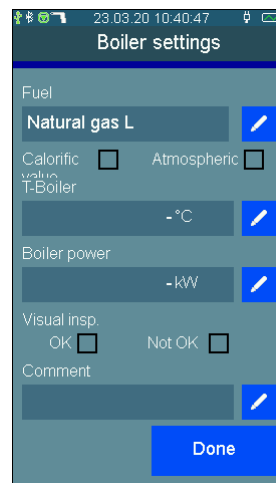 23.03.20 10:40:47
Boiler settings
Fuel
Natural gas L
Calorific value
Atmospheric
T-Boiler
-°C
Boiler power
-kW
Visual insp.
OK
Not OK
Comment
Done